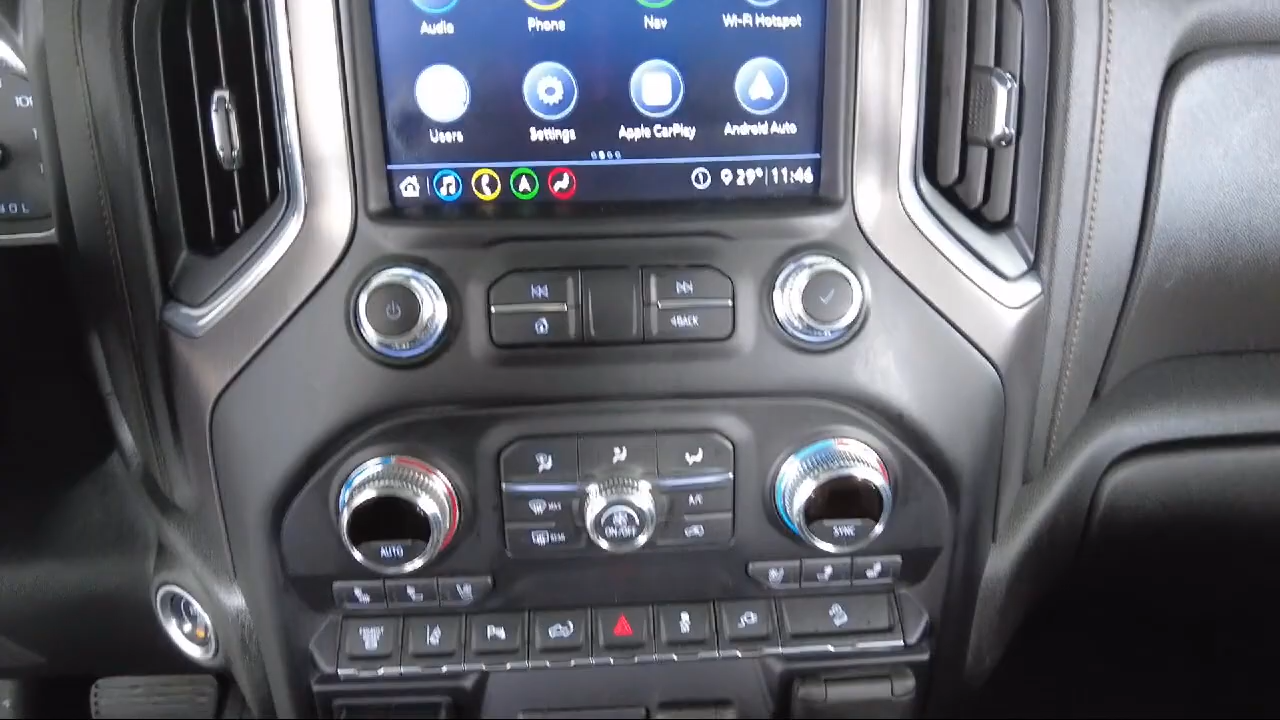 Audio Phone Nav Wi-Fi Hotspot
Users Settings Apple CarPlay Android Auto
29° 11:46
BACK
ON/OFF
AUTO
SYNC